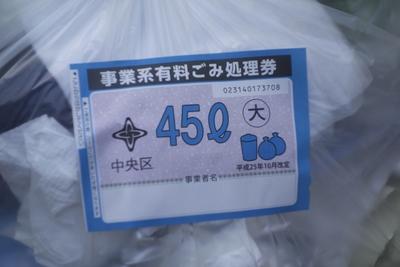 事業系有料ごみ処理券
023140173708
45ℓ 大
中央区
平成25年10月改定
事業者名